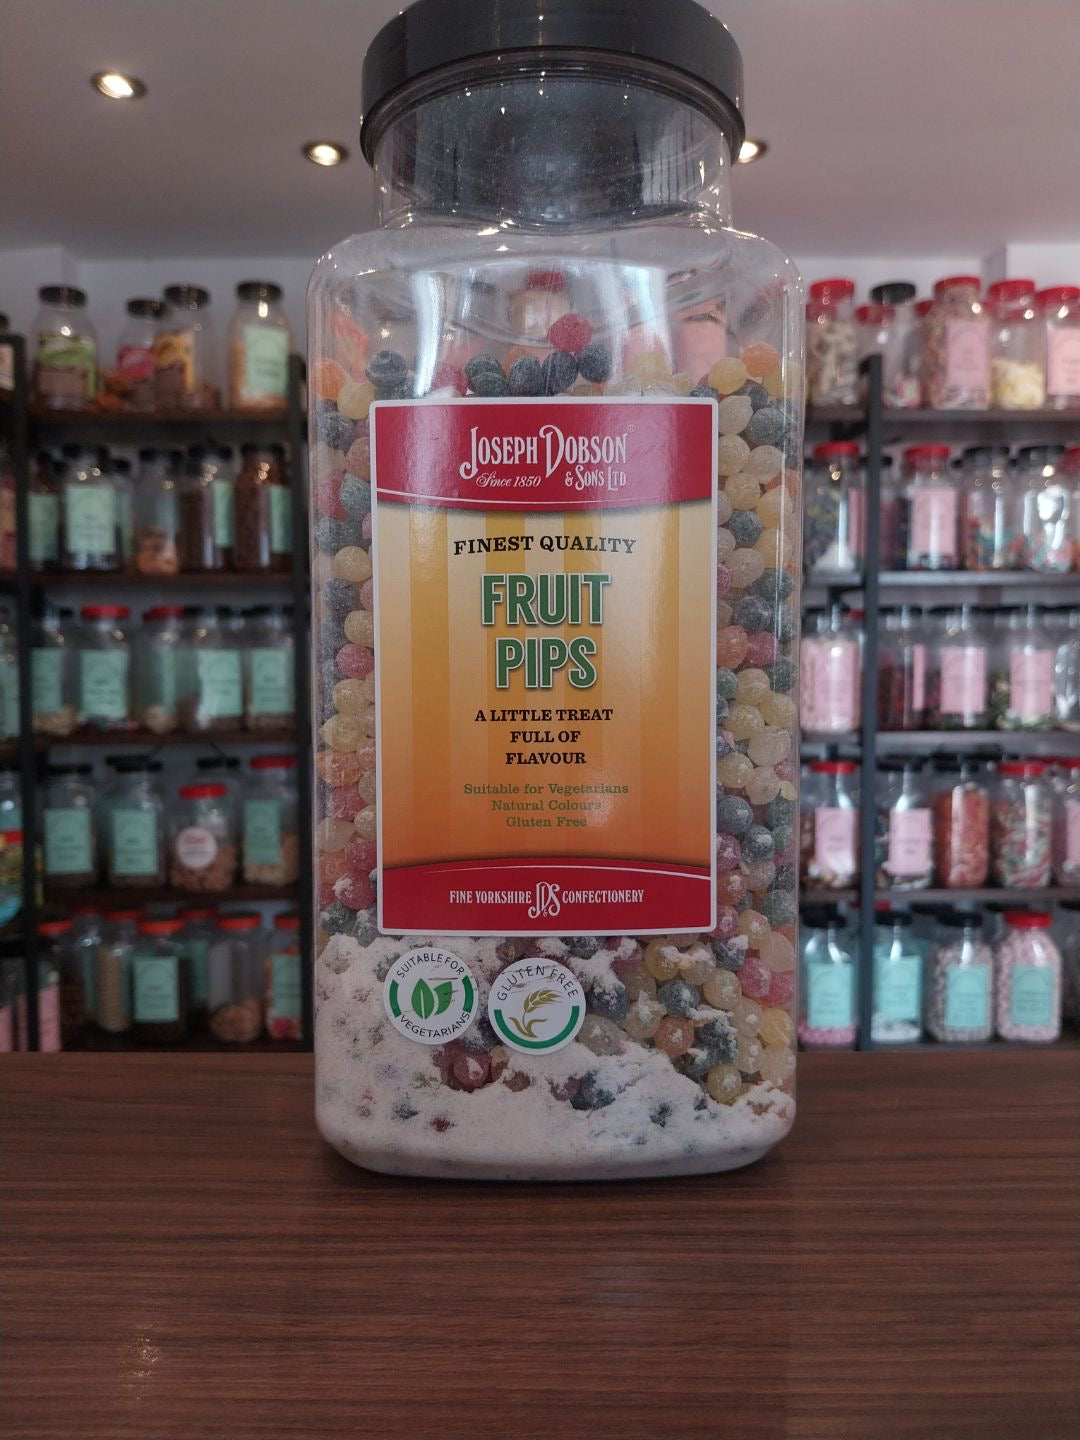 JOSEPH DOBSON®
Since 1850 & SONS LTD
FINEST QUALITY
FRUIT
PIPS
A LITTLE TREAT
FULL OF
FLAVOUR
Suitable for Vegetarians
Natural Colours
Gluten Free
FINE YORKSHIRE JD&S CONFECTIONERY
SUITABLE FOR
VEGETARIANS
GLUTEN FREE